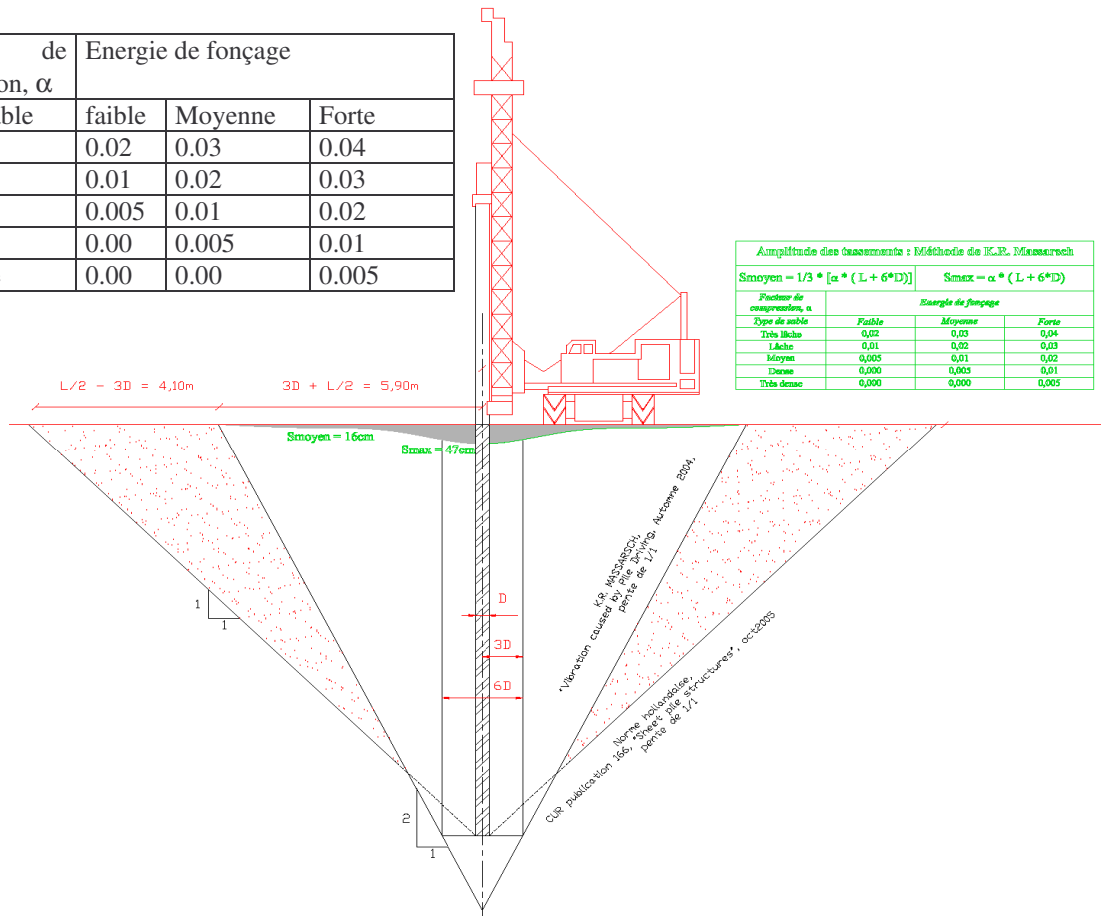 de Energie de fonçage
on, α
ble faible Moyenne Forte
0.02 0.03 0.04
0.01 0.02 0.03
0.005 0.01 0.02
0.00 0.005 0.01
0.00 0.00 0.005
Amplitude des tassements : Méthode de K.R. Massarsch
Smoyen = 1/3 * [α * ( L + 6*D)] Smax = α * ( L + 6*D)
Facteur de compression, α Energie de fonçage
Type de sable Faible Moyenne Forte
Très lâche 0,02 0,03 0,04
Lâche 0,01 0,02 0,03
Moyen 0,005 0,01 0,02
Dense 0,000 0,005 0,01
Très dense 0,000 0,000 0,005
L/2 - 3D = 4,10m 3D + L/2 = 5,90m
Smoyen = 16cm
Smax = 47cm
K.R. MASSARSCH,
"Vibration caused by Pile Driving, Automne 2004,
pente de 1/1
D
1
1
3D
6D
Norme hollandaise,
CUR publication 166, "Sheet pile structures", oct2005
pente de 1/1
2
1